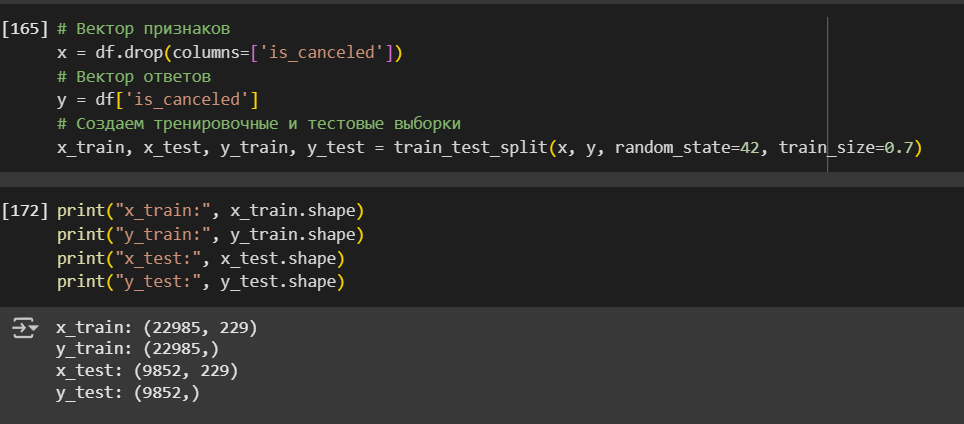 [165] # Вектор признаков
x = df.drop(columns=['is_canceled'])
# Вектор ответов
y = df['is_canceled']
# Создаем тренировочные и тестовые выборки
x_train, x_test, y_train, y_test = train_test_split(x, y, random_state=42, train_size=0.7)
[172] print("x_train:", x_train.shape)
print("y_train:", y_train.shape)
print("x_test:", x_test.shape)
print("y_test:", y_test.shape)
x_train: (22985, 229)
y_train: (22985,)
x_test: (9852, 229)
y_test: (9852,)